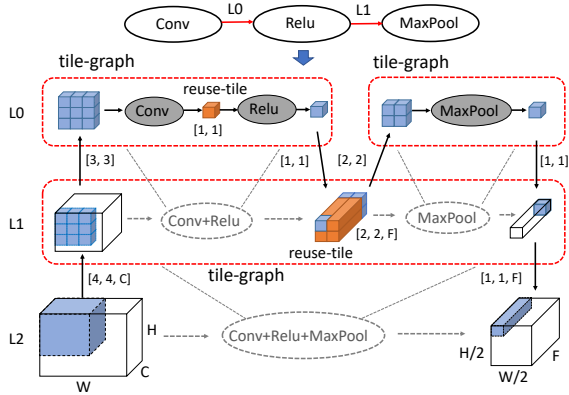 L0
L1
Conv
Relu
MaxPool
tile-graph
tile-graph
reuse-tile
L0
Conv
Relu
MaxPool
[1, 1]
[3, 3]
[1, 1]
[2, 2]
[1, 1]
L1
Conv+Relu
MaxPool
[2, 2, F]
reuse-tile
tile-graph
[4, 4, C]
[1, 1, F]
L2
H
Conv+Relu+MaxPool
H/2
F
C
W
W/2